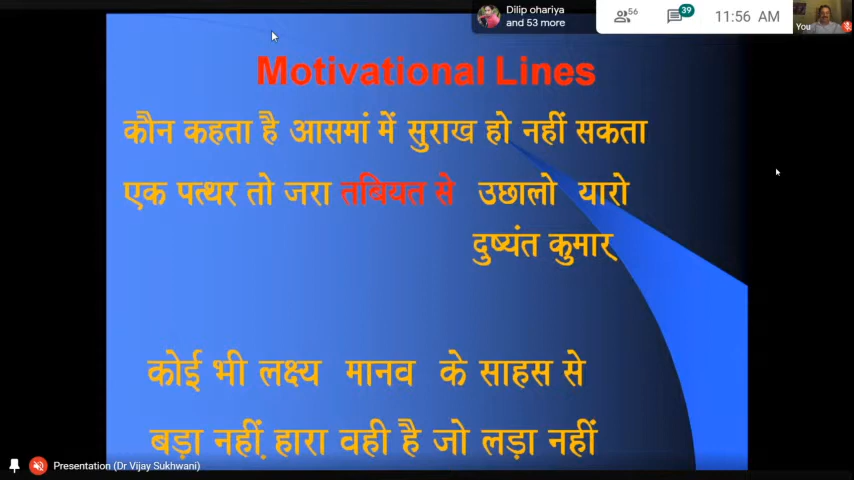 Dilip ohariya
and 53 more
56
39
11:56 AM
You
Motivational Lines
कौन कहता है आसमां में सुराख हो नहीं सकता
एक पत्थर तो जरा तबियत से उछालो यारो
दुष्यंत कुमार
कोई भी लक्ष्य मानव के साहस से
बड़ा नहीं हारा वही है जो लड़ा नहीं
Presentation (Dr.Vijay Sukhwani)